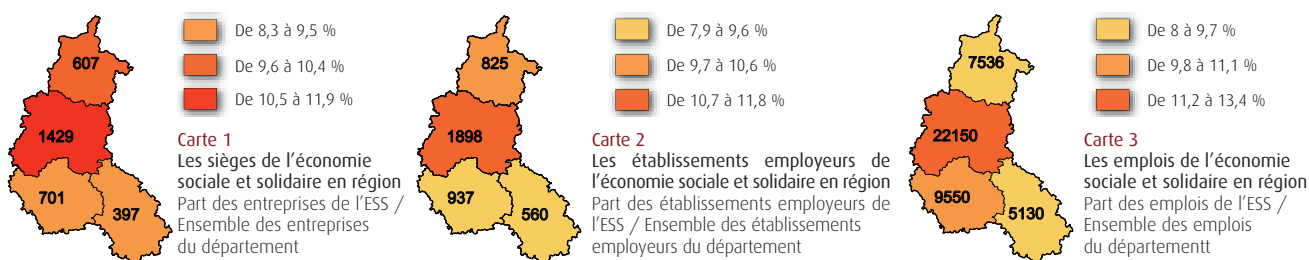 607
1429
701
397
De 8,3 à 9,5 %
De 9,6 à 10,4 %
De 10,5 à 11,9 %
Carte 1
Les sièges de l’économie
sociale et solidaire en région
Part des entreprises de l’ESS /
Ensemble des entreprises
du département
825
1898
937
560
De 7,9 à 9,6 %
De 9,7 à 10,6 %
De 10,7 à 11,8 %
Carte 2
Les établissements employeurs de
l’économie sociale et solidaire en région
Part des établissements employeurs de
l’ESS / Ensemble des établissements
employeurs du département
7536
22150
9550
5130
De 8 à 9,7 %
De 9,8 à 11,1 %
De 11,2 à 13,4 %
Carte 3
Les emplois de l’économie
sociale et solidaire en région
Part des emplois de l’ESS /
Ensemble des emplois
du départementt